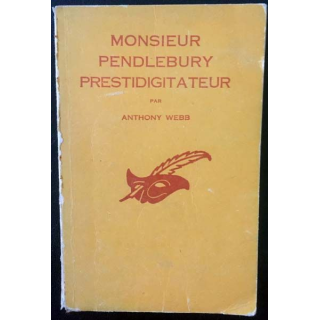 MONSIEUR
PENDLEBURY
PRESTIDIGITATEUR
PAR
ANTHONY WEBB